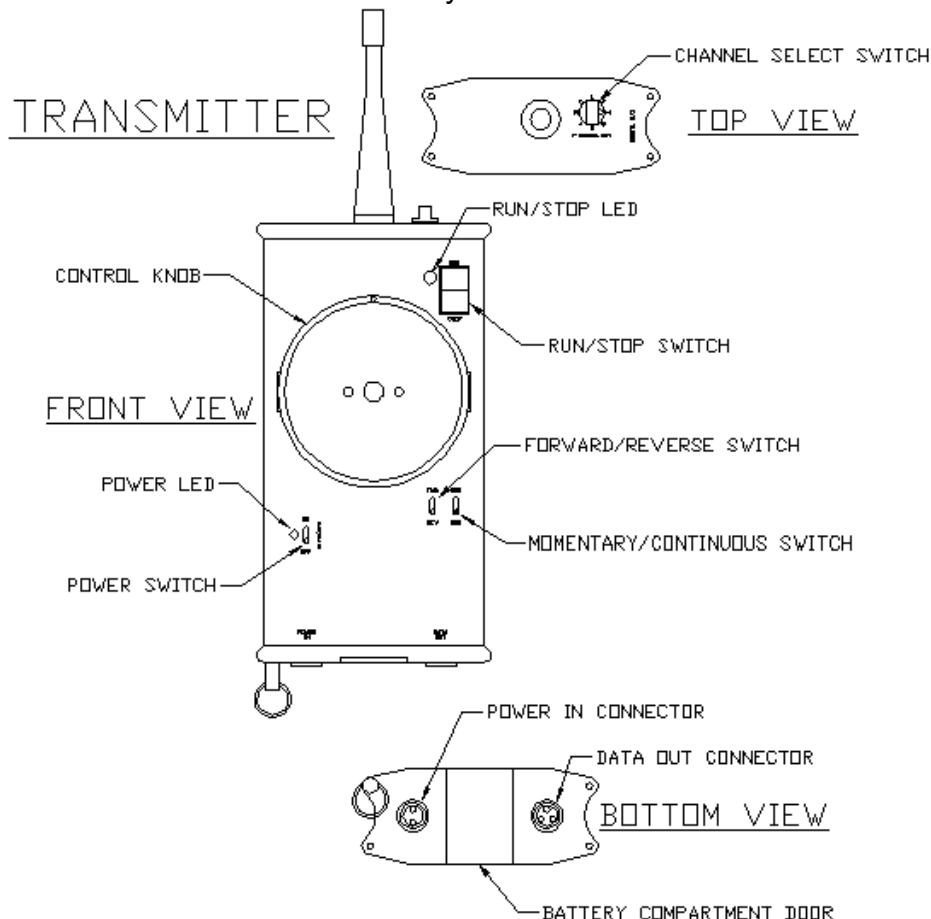 CHANNEL SELECT SWITCH
TRANSMITTER
TOP VIEW
RUN/STOP LED
CONTROL KNOB
RUN/STOP SWITCH
FRONT VIEW
FORWARD/REVERSE SWITCH
POWER LED
MOMENTARY/CONTINUOUS SWITCH
POWER SWITCH
POWER IN CONNECTOR
DATA OUT CONNECTOR
BOTTOM VIEW
BATTERY COMPARTMENT DOOR